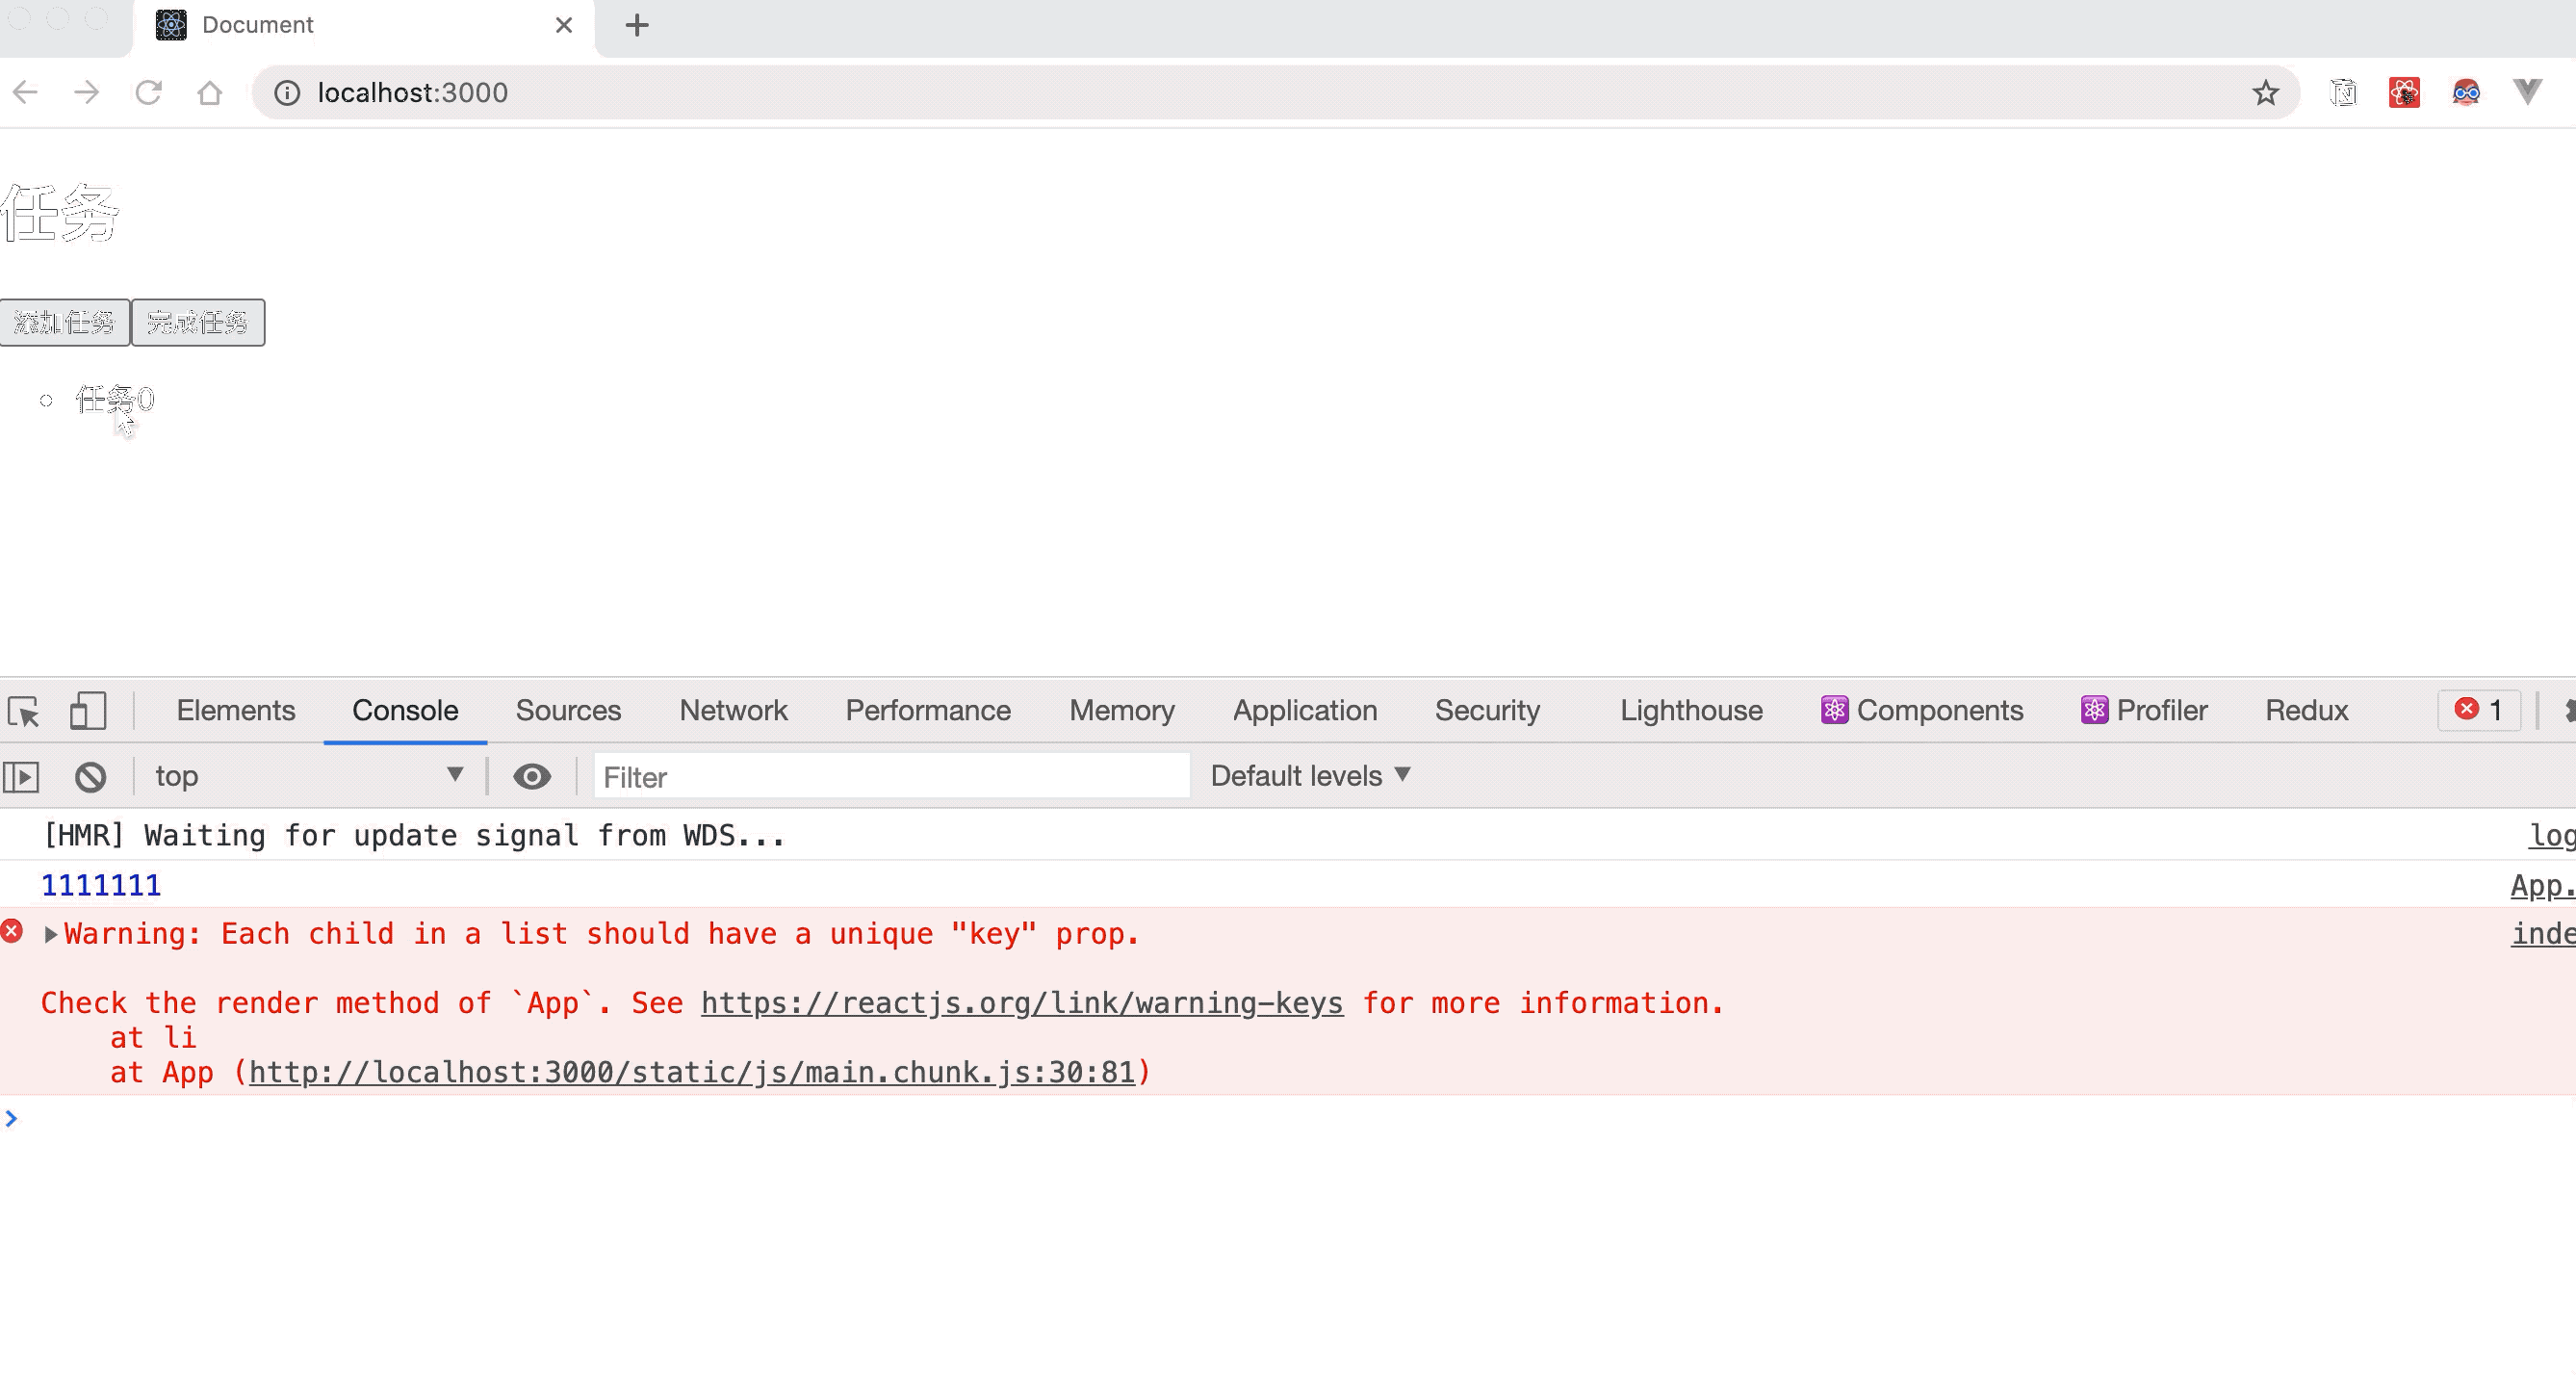 Document
localhost:3000
任务
添加任务 完成任务
任务0
Elements Console Sources Network Performance Memory Application Security Lighthouse Components Profiler Redux 1
top Filter Default levels
[HMR] Waiting for update signal from WDS... log
1111111 App.
Warning: Each child in a list should have a unique "key" prop. inde
Check the render method of `App`. See https://reactjs.org/link/warning-keys for more information.
at li
at App (http://localhost:3000/static/js/main.chunk.js:30:81)